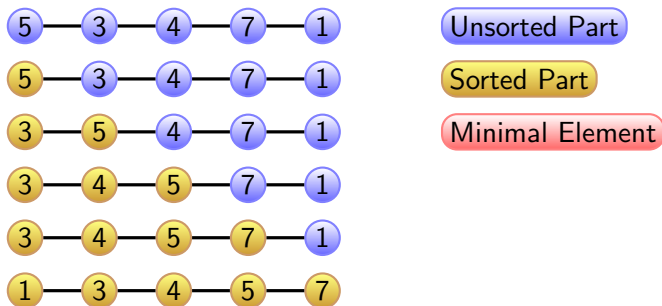 5 3 4 7 1 Unsorted Part
5 3 4 7 1 Sorted Part
3 5 4 7 1 Minimal Element
3 4 5 7 1
3 4 5 7 1
1 3 4 5 7